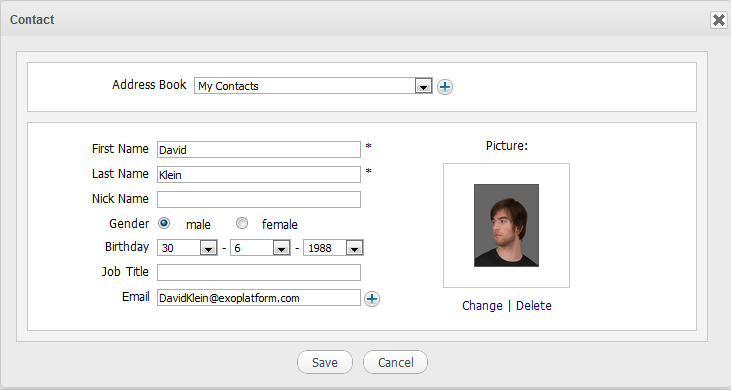 Contact
Address Book My Contacts
First Name David *
Last Name Klein *
Nick Name
Gender male female
Birthday 30 - 6 - 1988
Job Title
Email DavidKlein@exoplatform.com
Picture:
Change | Delete
Save Cancel